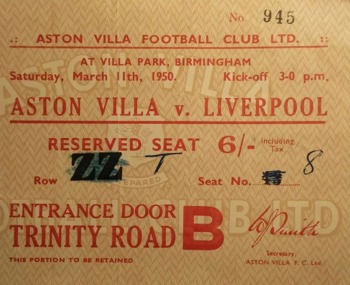 No. 945
.: ASTON VILLA FOOTBALL CLUB LTD. :.
AT VILLA PARK, BIRMINGHAM
Saturday, March 11th, 1950. Kick-off 3-0 p.m.
ASTON VILLA v. LIVERPOOL
RESERVED SEAT 6/- including Tax
Row ZZ T Seat No. 8
ENTRANCE DOOR B
TRINITY ROAD
Secretary
THIS PORTION TO BE RETAINED ASTON VILLA F.C. Ltd.